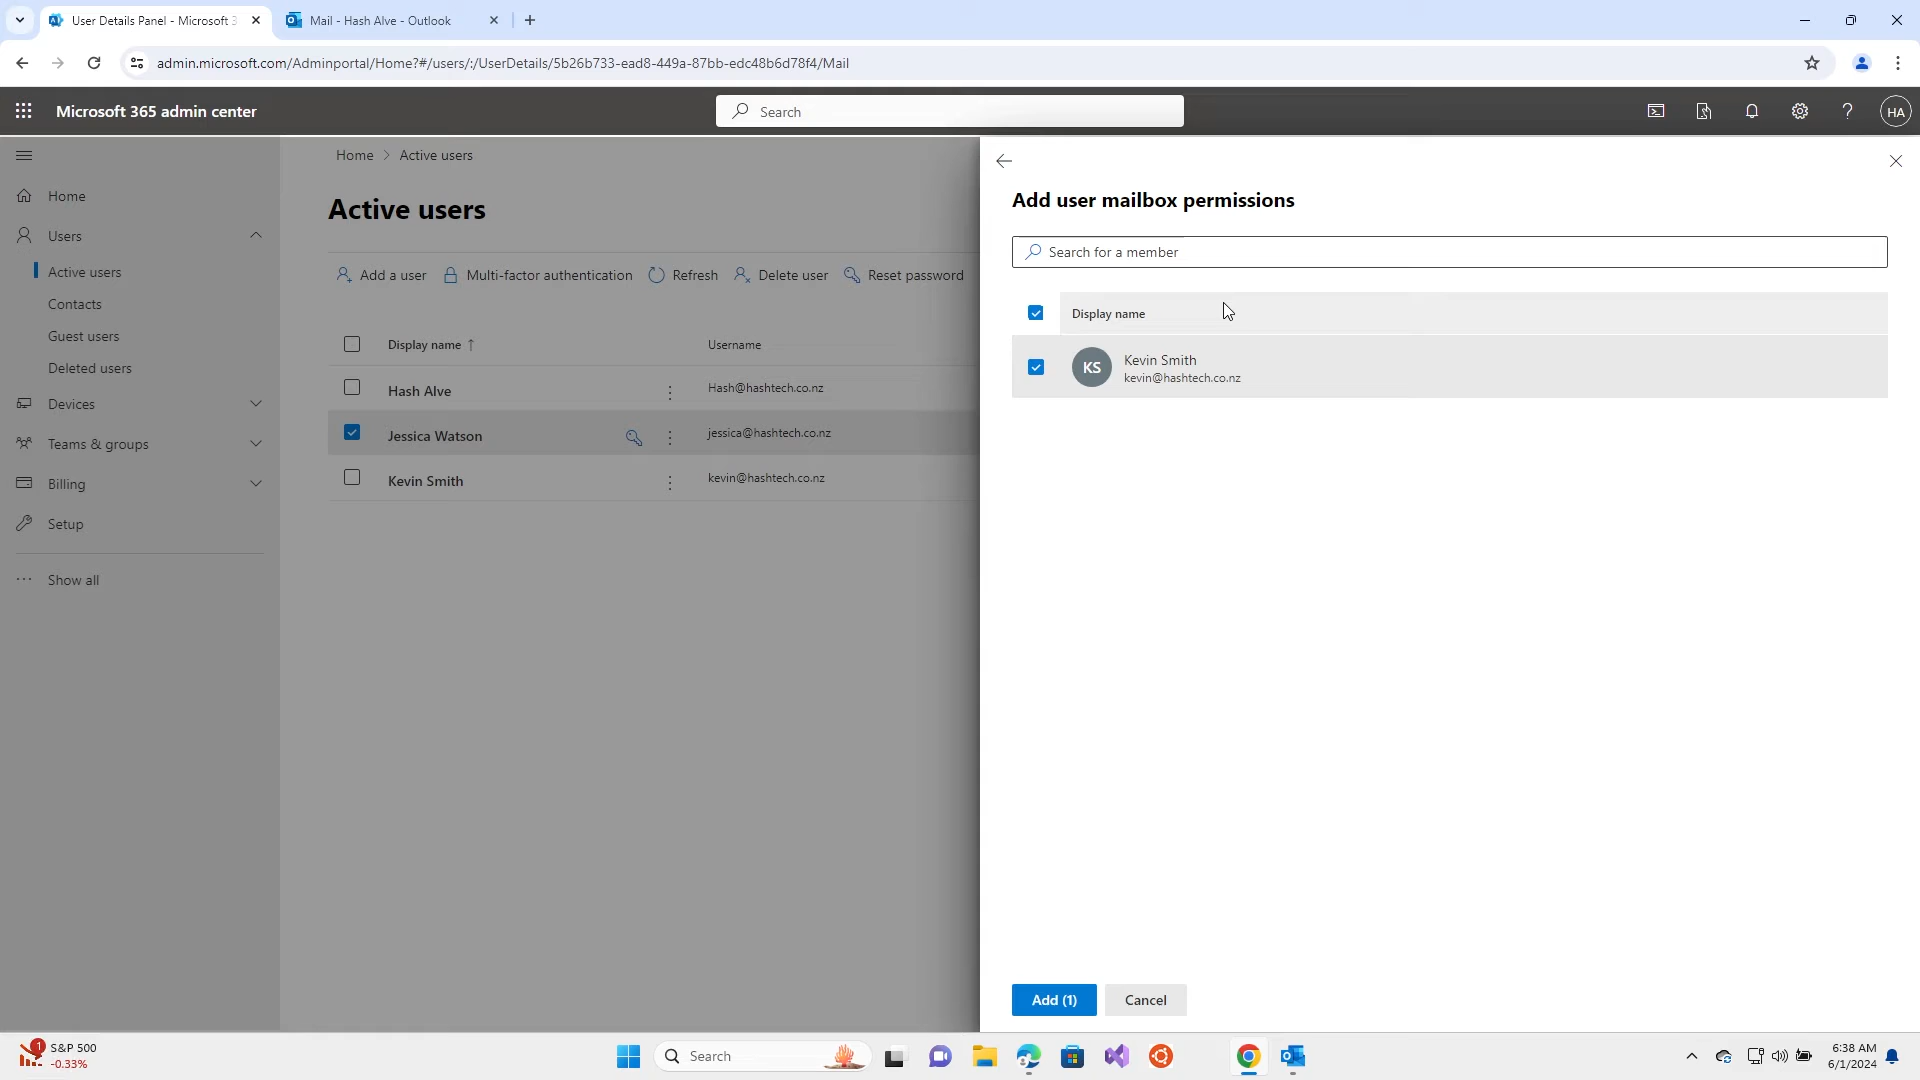 User Details Panel - Microsoft 3
Mail - Hash Alve - Outlook
admin.microsoft.com/Adminportal/Home?#/users/:/UserDetails/5b26b733-ead8-449a-87bb-edc48b6d78f4/Mail
Microsoft 365 admin center
Search
HA
Home
Users
Active users
Contacts
Guest users
Deleted users
Devices
Teams & groups
Billing
Setup
Show all
Home > Active users
Active users
Add a user
Multi-factor authentication
Refresh
Delete user
Reset password
Display name ↑
Username
Hash Alve
Hash@hashtech.co.nz
Jessica Watson
jessica@hashtech.co.nz
Kevin Smith
kevin@hashtech.co.nz
Add user mailbox permissions
Search for a member
Display name
KS
Kevin Smith
kevin@hashtech.co.nz
Add (1)
Cancel
1
S&P 500
-0.33%
Search
6:38 AM
6/1/2024